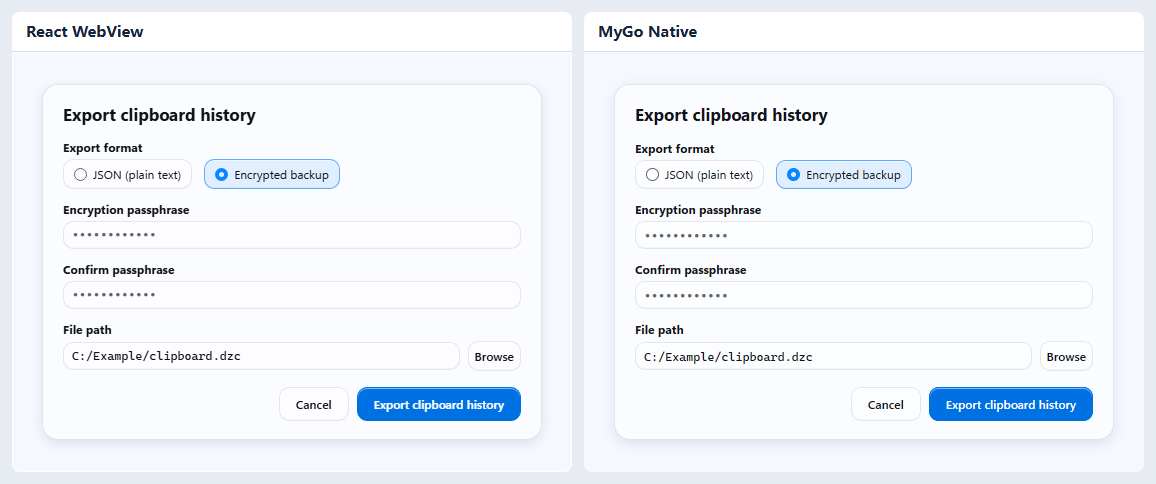 React WebView
Export clipboard history
Export format
JSON (plain text) Encrypted backup
Encryption passphrase
••••••••••••
Confirm passphrase
••••••••••••
File path
C:/Example/clipboard.dzc Browse
Cancel Export clipboard history
MyGo Native
Export clipboard history
Export format
JSON (plain text) Encrypted backup
Encryption passphrase
••••••••••••
Confirm passphrase
••••••••••••
File path
C:/Example/clipboard.dzc Browse
Cancel Export clipboard history